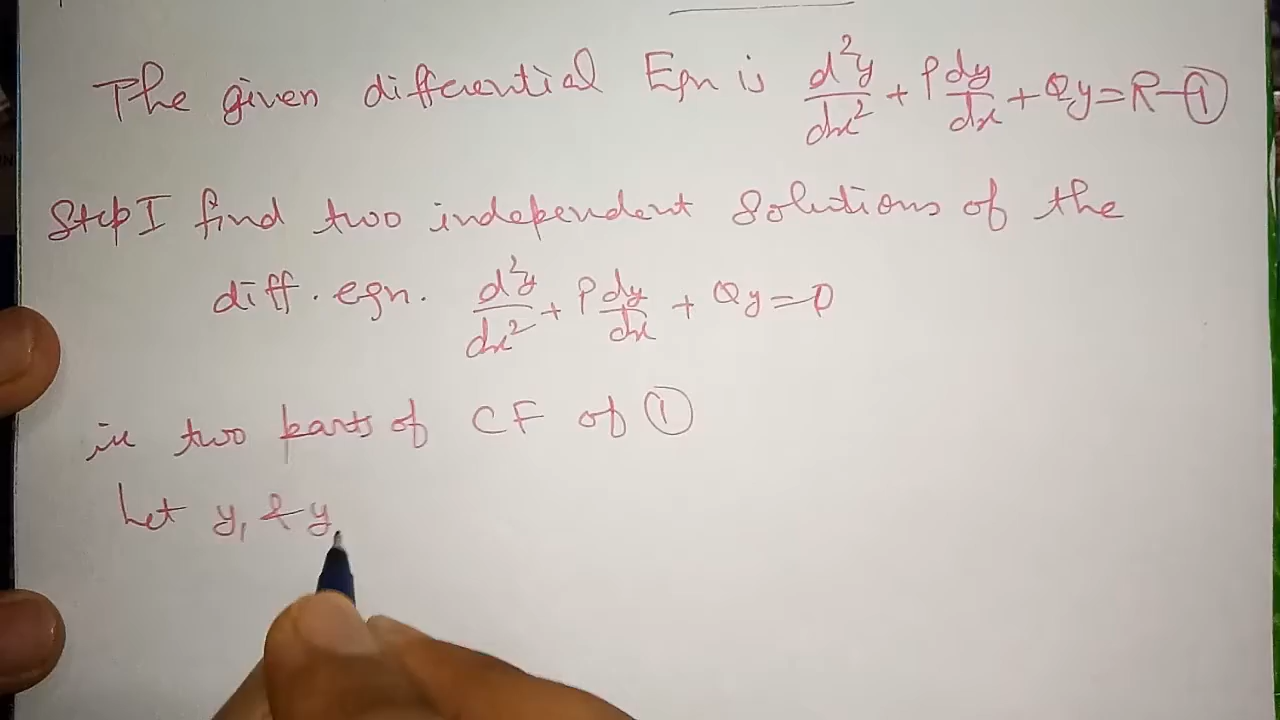 The given differential Eqn is d²y/dx² + P dy/dx + Qy = R - ①
Step I find two independent solutions of the
diff. eqn. d²y/dx² + P dy/dx + Qy = 0
in two parts of CF of ①
Let y₁ & y